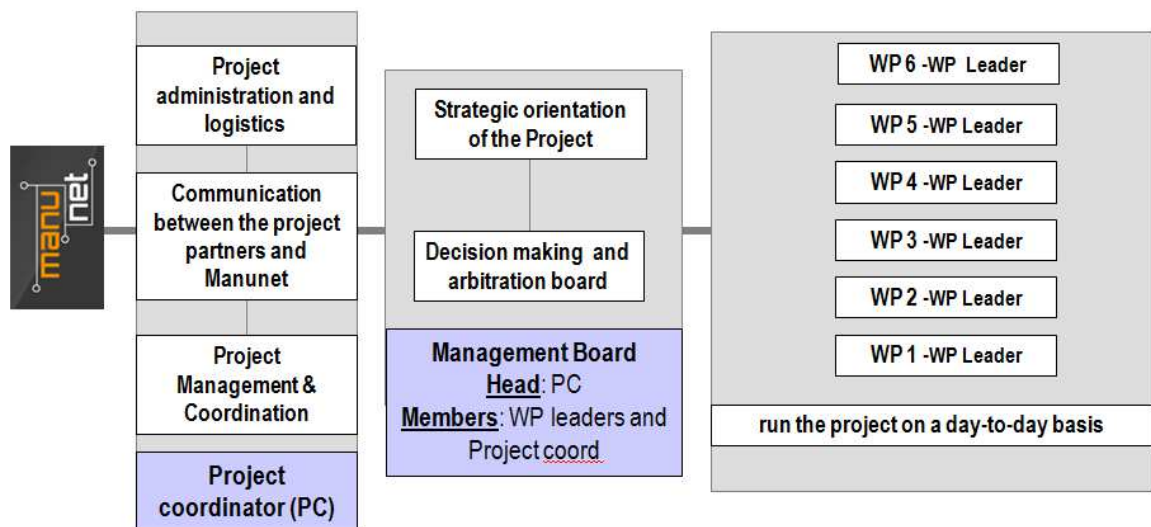 manu
net
Project
administration and
logistics
Communication
between the project
partners and
Manunet
Project
Management &
Coordination
Project
coordinator (PC)
Strategic orientation
of the Project
Decision making and
arbitration board
Management Board
Head: PC
Members: WP leaders and
Project coord
WP 6 -WP Leader
WP 5 -WP Leader
WP 4 -WP Leader
WP 3 -WP Leader
WP 2 -WP Leader
WP 1 -WP Leader
run the project on a day-to-day basis